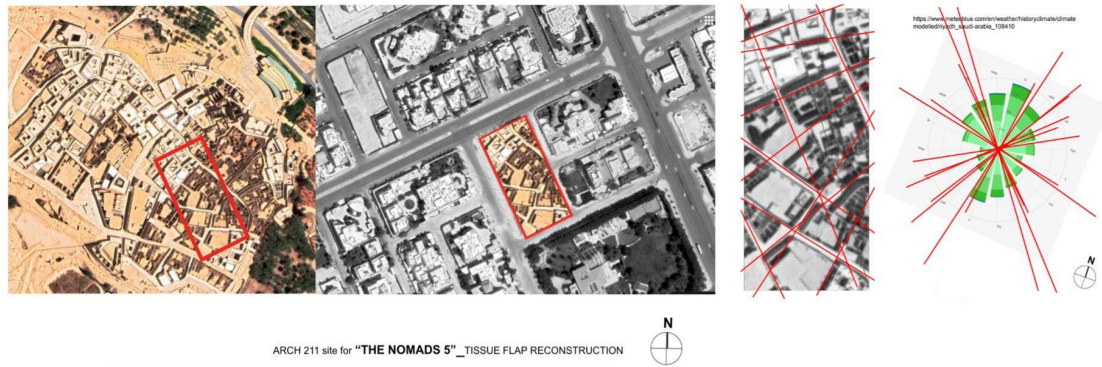 https://www.meteoblue.com/en/weather/historyclimate/climate
modelled/riyadh_saudi-arabia_108410
N
N
ARCH 211 site for “THE NOMADS 5”_TISSUE FLAP RECONSTRUCTION